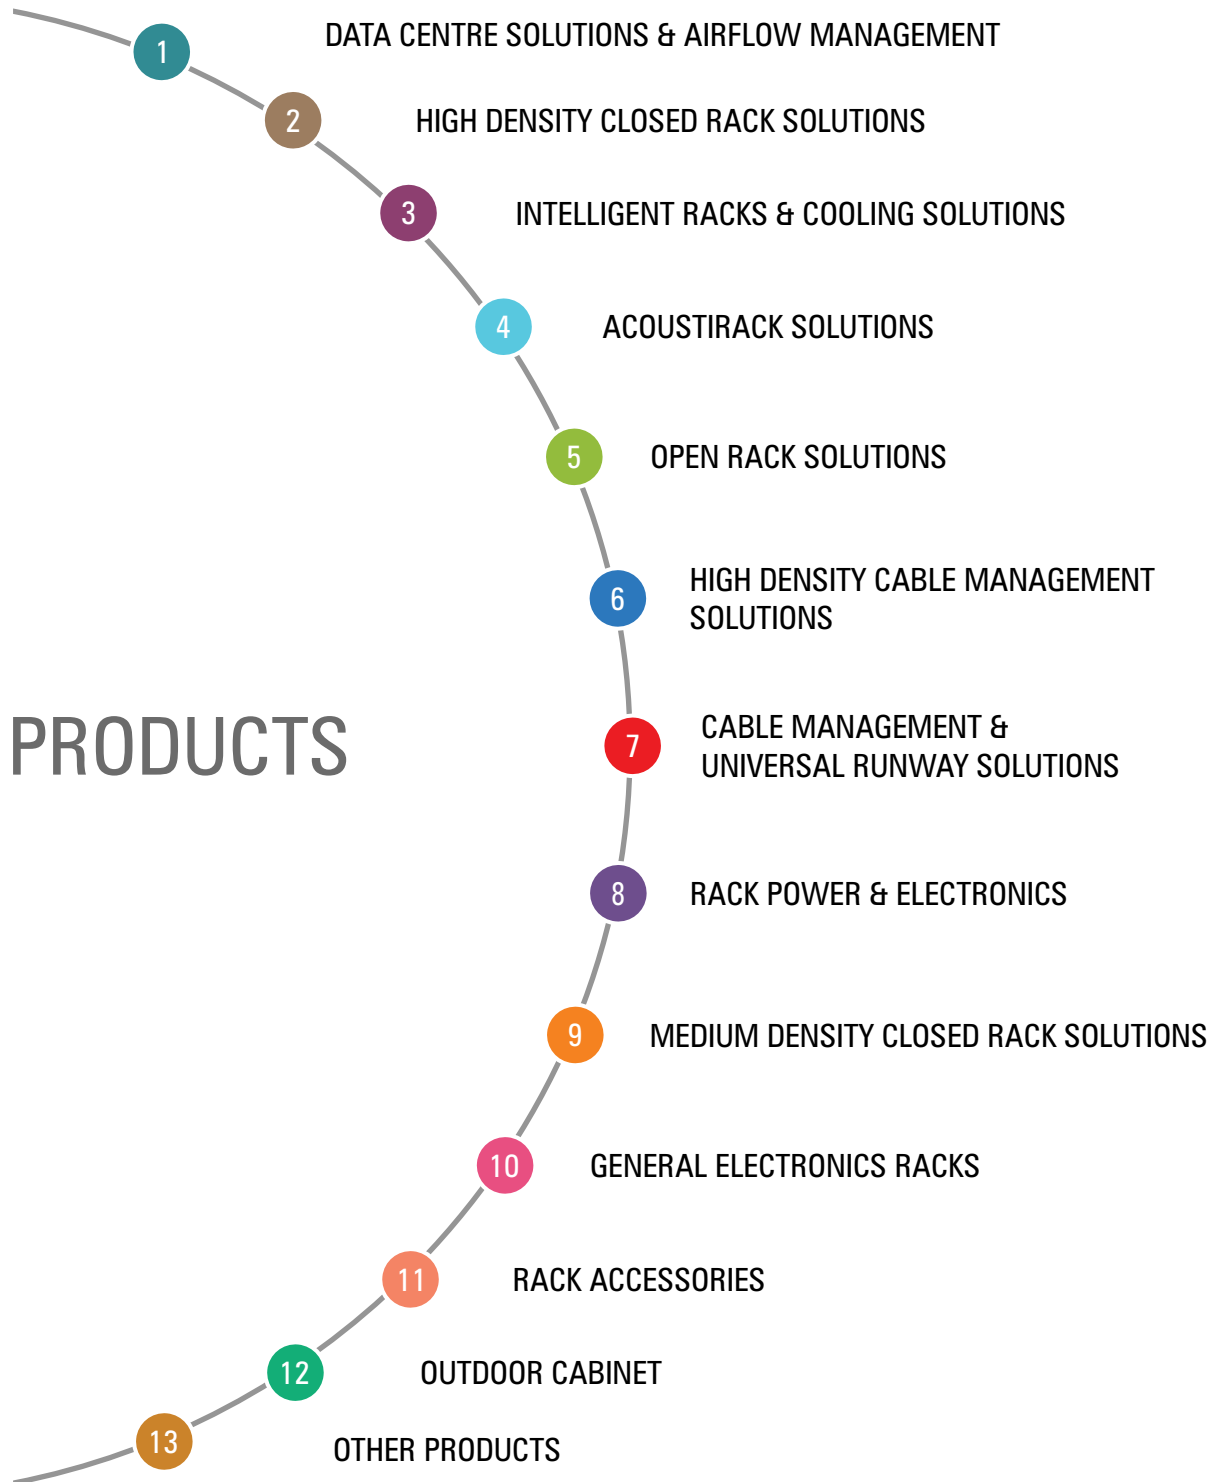 1 DATA CENTRE SOLUTIONS & AIRFLOW MANAGEMENT
2 HIGH DENSITY CLOSED RACK SOLUTIONS
3 INTELLIGENT RACKS & COOLING SOLUTIONS
4 ACOUSTIRACK SOLUTIONS
5 OPEN RACK SOLUTIONS
6 HIGH DENSITY CABLE MANAGEMENT
SOLUTIONS
PRODUCTS
7 CABLE MANAGEMENT &
UNIVERSAL RUNWAY SOLUTIONS
8 RACK POWER & ELECTRONICS
9 MEDIUM DENSITY CLOSED RACK SOLUTIONS
10 GENERAL ELECTRONICS RACKS
11 RACK ACCESSORIES
12 OUTDOOR CABINET
13 OTHER PRODUCTS